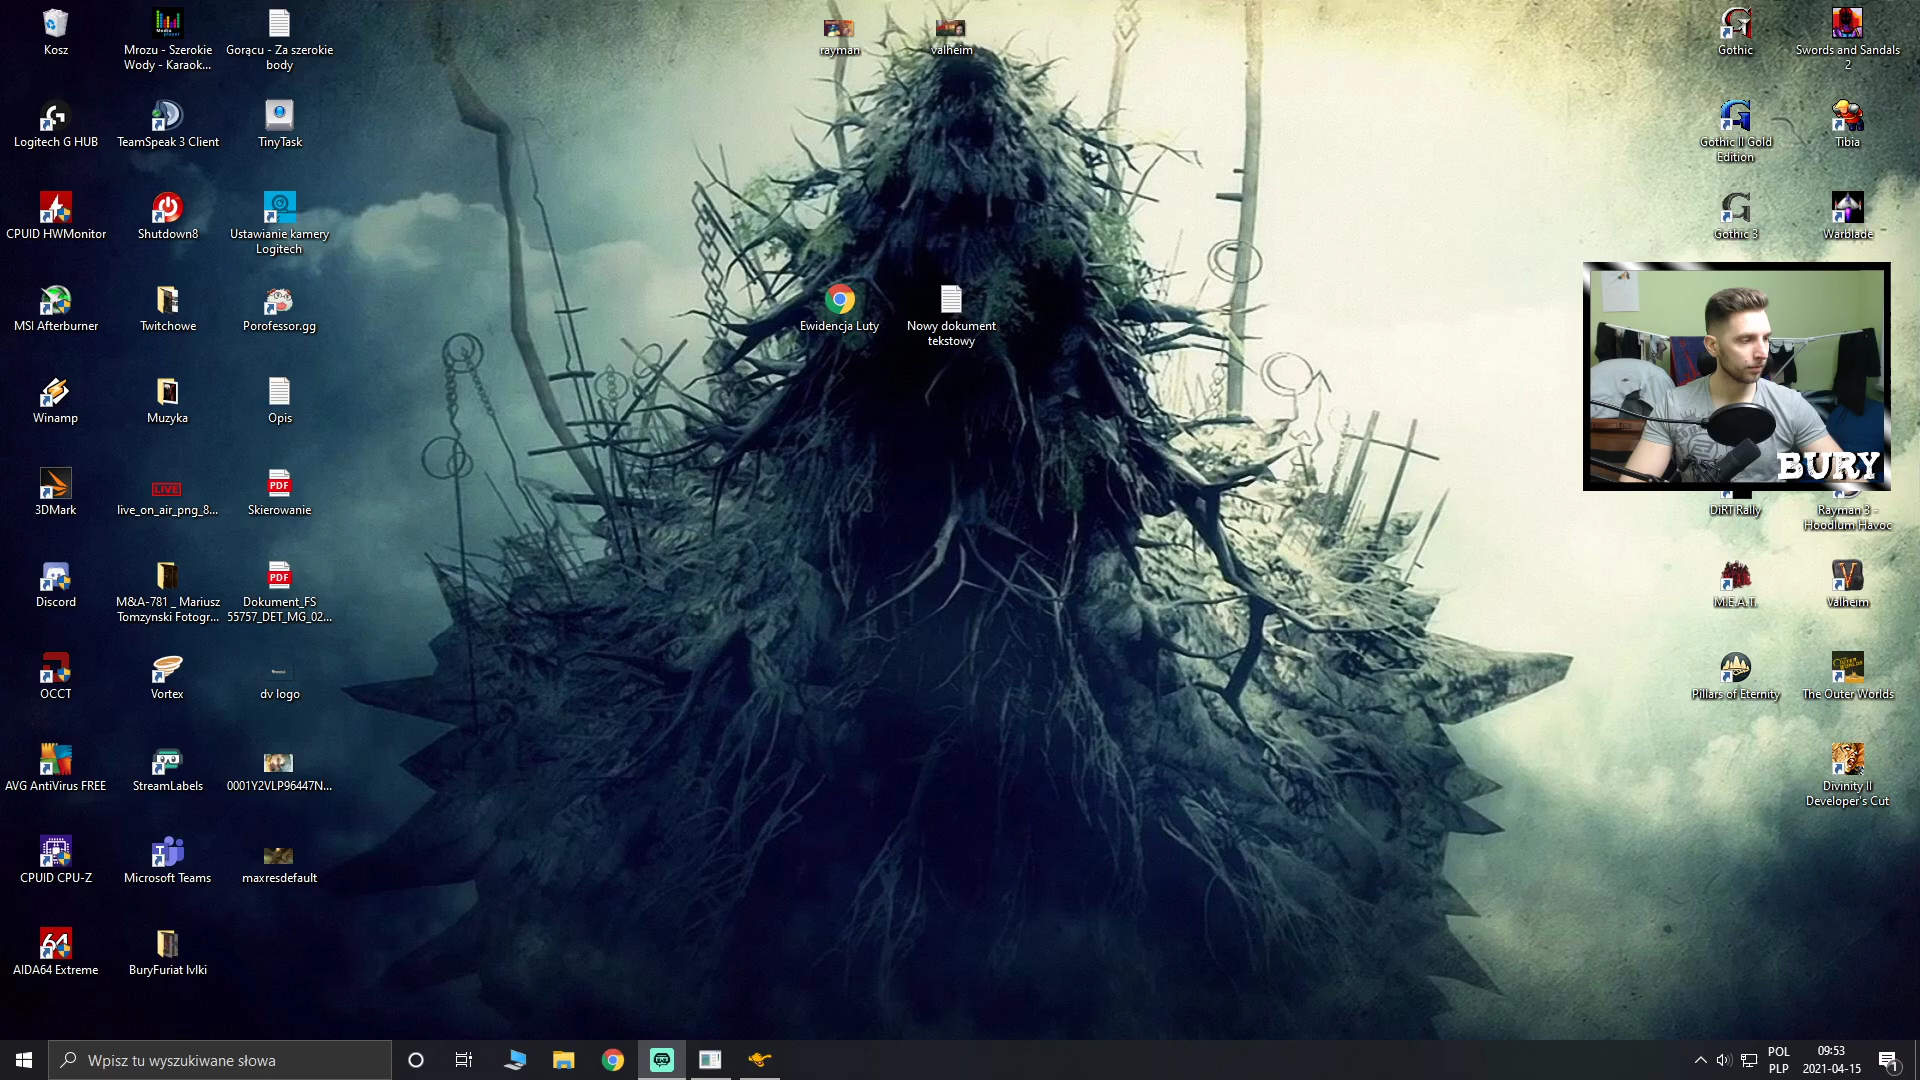 Kosz
Mrozu - Szerokie
Wody - Karaok...
Gorącu - Za szerokie
body
rayman
valheim
Gothic
Swords and Sandals
2
Logitech G HUB
TeamSpeak 3 Client
TinyTask
Gothic II Gold
Edition
Tibia
CPUID HWMonitor
Shutdown8
Ustawianie kamery
Logitech
Gothic 3
Warblade
MSI Afterburner
Twitchowe
Porofessor.gg
Ewidencja Luty
Nowy dokument
tekstowy
Winamp
Muzyka
Opis
BURY
3DMark
LIVE
live_on_air_png_8...
PDF
Skierowanie
DiRT Rally
Rayman 3 -
Hoodlum Havoc
Discord
M&A-781 _ Mariusz
Tomzynski Fotogr...
PDF
Dokument_FS
55757_DET_MG_02...
M.E.A.T.
Valheim
OCCT
Vortex
dv logo
Pillars of Eternity
The Outer Worlds
AVG AntiVirus FREE
StreamLabels
0001Y2VLP96447N...
Divinity II
Developer's Cut
CPUID CPU-Z
Microsoft Teams
maxresdefault
64
AIDA64 Extreme
BuryFuriat lvlki
Wpisz tu wyszukiwane słowa
POL
PLP
09:53
2021-04-15
1